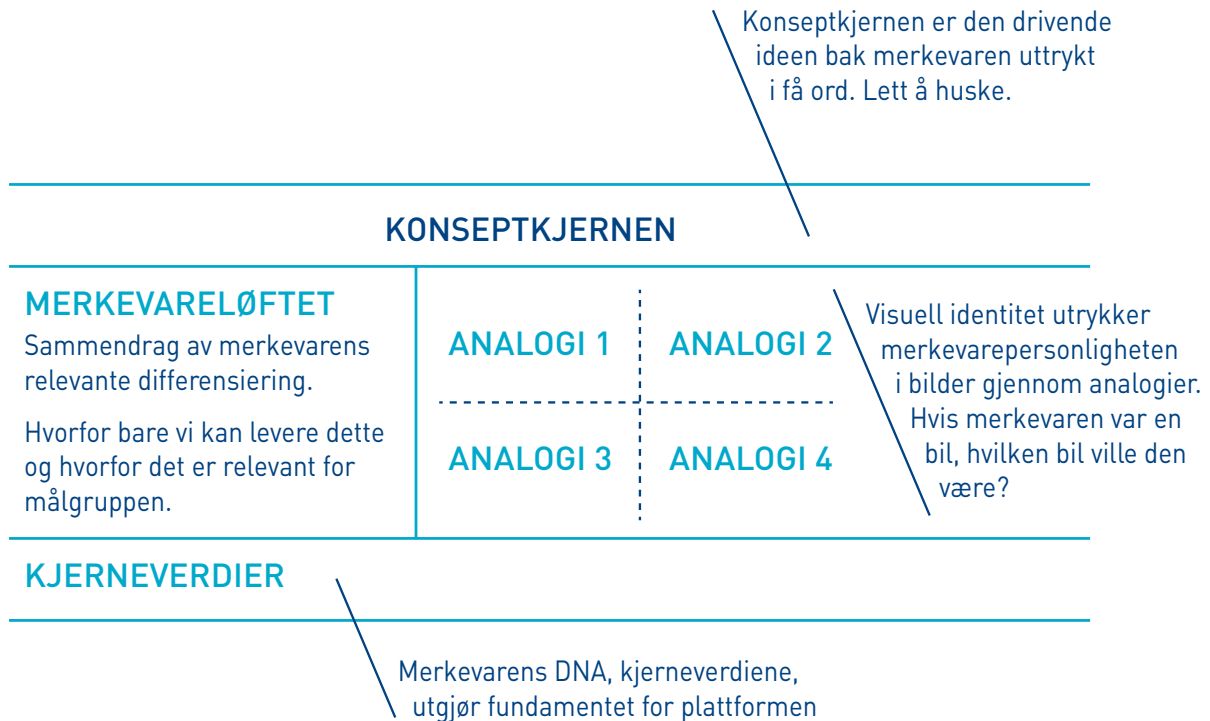 Konseptkjernen er den drivende
ideen bak merkevaren uttrykt
i få ord. Lett å huske.
KONSEPTKJERNEN
MERKEVARELØFTET
Sammendrag av merkevarens
relevante differensiering.
Hvorfor bare vi kan levere dette
og hvorfor det er relevant for
målgruppen.
ANALOGI 1
ANALOGI 2
ANALOGI 3
ANALOGI 4
Visuell identitet utrykker
merkevarepersonligheten
i bilder gjennom analogier.
Hvis merkevaren var en
bil, hvilken bil ville den
være?
KJERNEVERDIER
Merkevarens DNA, kjerneverdiene,
utgjør fundamentet for plattformen